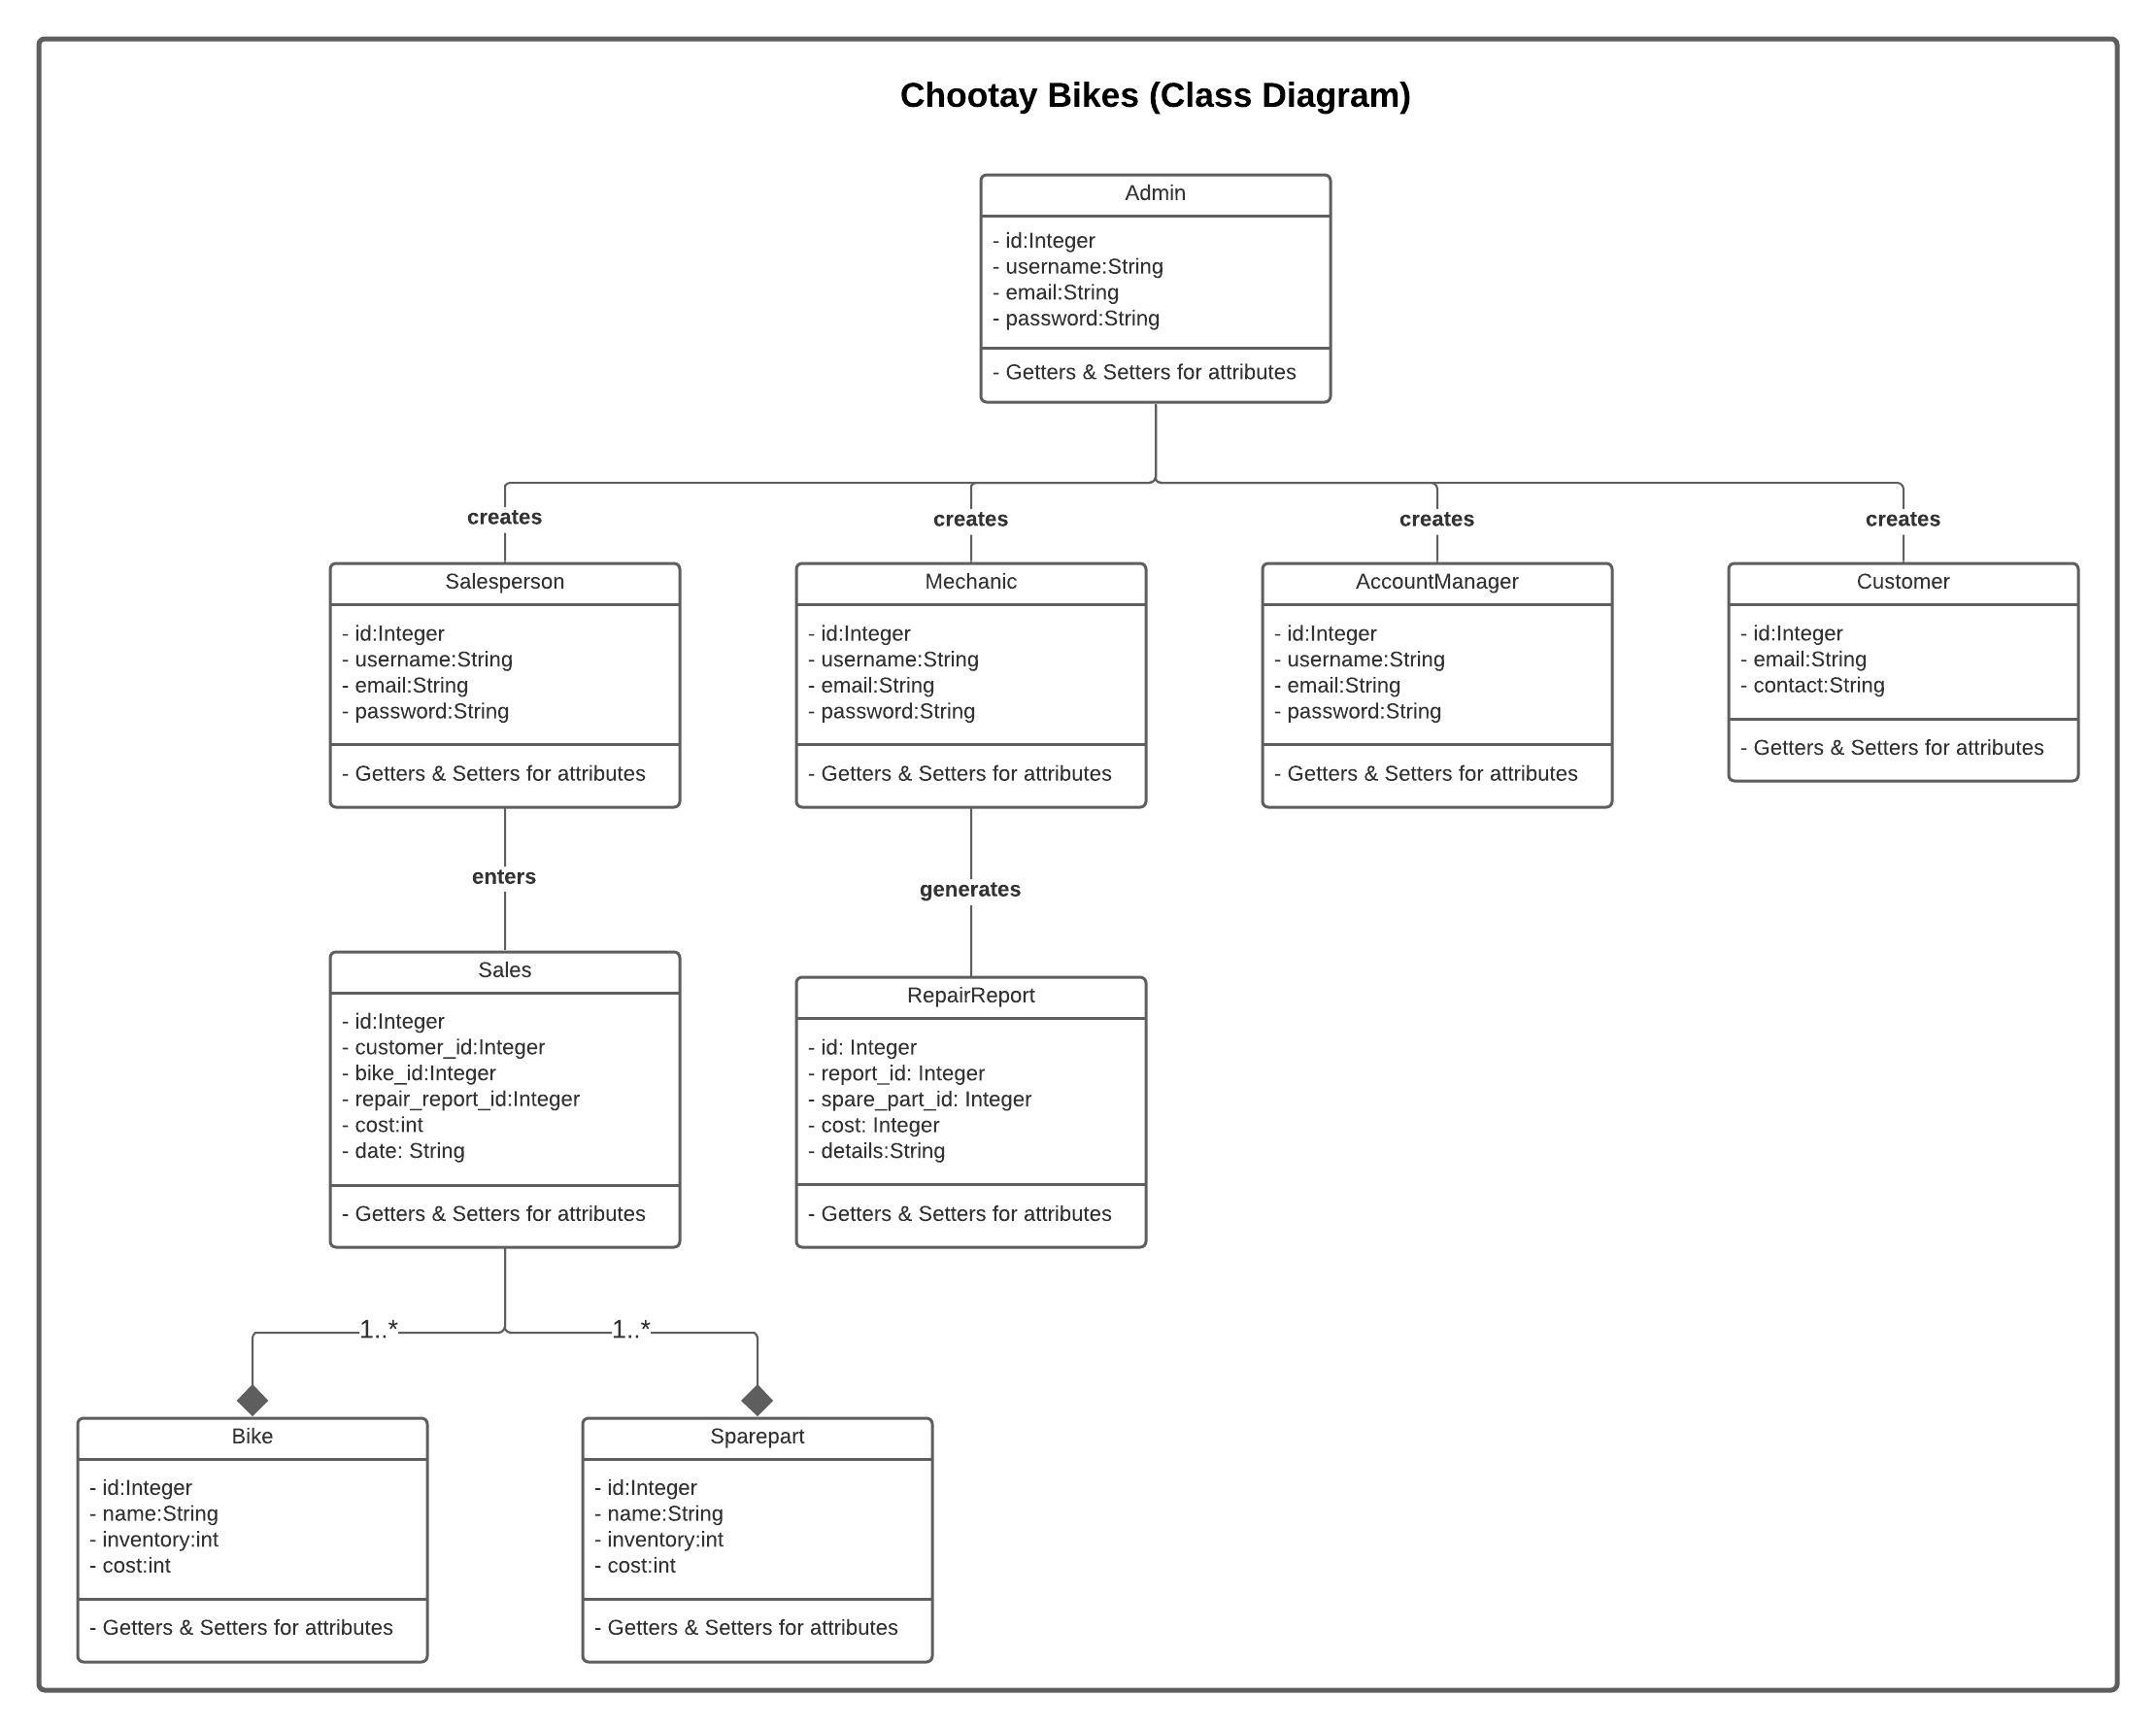 Chootay Bikes (Class Diagram)
Admin
- id:Integer
- username:String
- email:String
- password:String
- Getters & Setters for attributes
creates
creates
creates
creates
Salesperson
- id:Integer
- username:String
- email:String
- password:String
- Getters & Setters for attributes
Mechanic
- id:Integer
- username:String
- email:String
- password:String
- Getters & Setters for attributes
AccountManager
- id:Integer
- username:String
- email:String
- password:String
- Getters & Setters for attributes
Customer
- id:Integer
- email:String
- contact:String
- Getters & Setters for attributes
enters
generates
Sales
- id:Integer
- customer_id:Integer
- bike_id:Integer
- repair_report_id:Integer
- cost:int
- date: String
- Getters & Setters for attributes
RepairReport
- id: Integer
- report_id: Integer
- spare_part_id: Integer
- cost: Integer
- details:String
- Getters & Setters for attributes
1..*
1..*
Bike
- id:Integer
- name:String
- inventory:int
- cost:int
- Getters & Setters for attributes
Sparepart
- id:Integer
- name:String
- inventory:int
- cost:int
- Getters & Setters for attributes